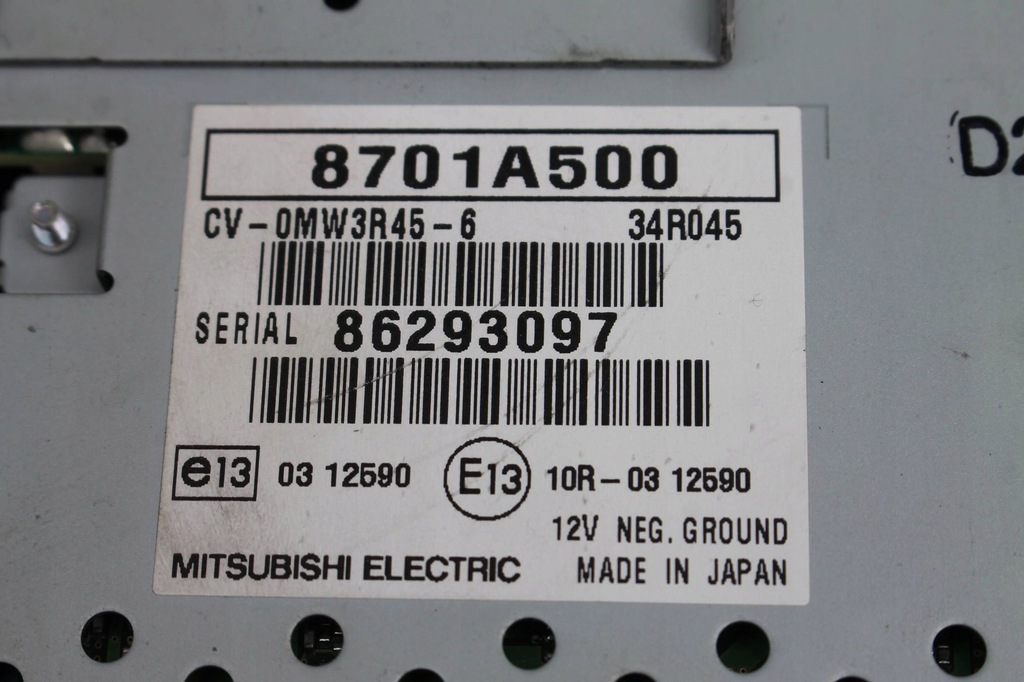 8701A500
CV-0MW3R45-6 34R045
SERIAL 86293097
e13 03 12590 E13 10R-03 12590
12V NEG. GROUND
MITSUBISHI ELECTRIC MADE IN JAPAN